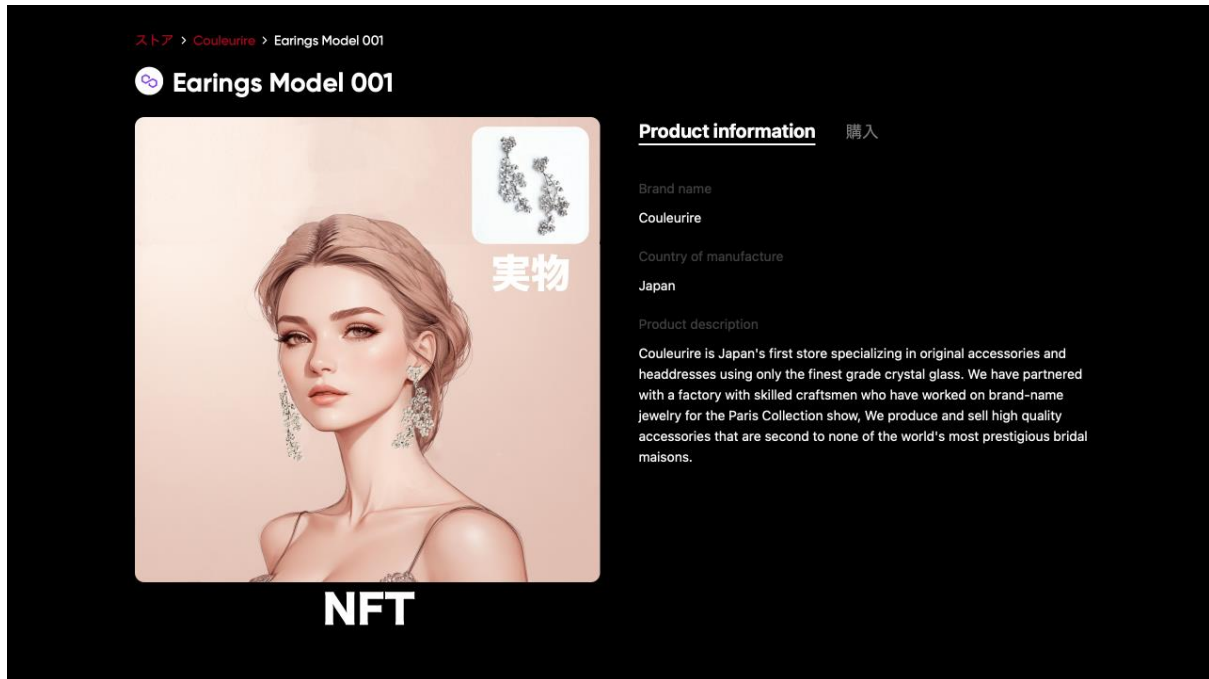 ストア > Couleurire > Earings Model 001
Earings Model 001
実物
NFT
Product information 購入
Brand name
Couleurire
Country of manufacture
Japan
Product description
Couleurire is Japan's first store specializing in original accessories and
headdresses using only the finest grade crystal glass. We have partnered
with a factory with skilled craftsmen who have worked on brand-name
jewelry for the Paris Collection show, We produce and sell high quality
accessories that are second to none of the world's most prestigious bridal
maisons.